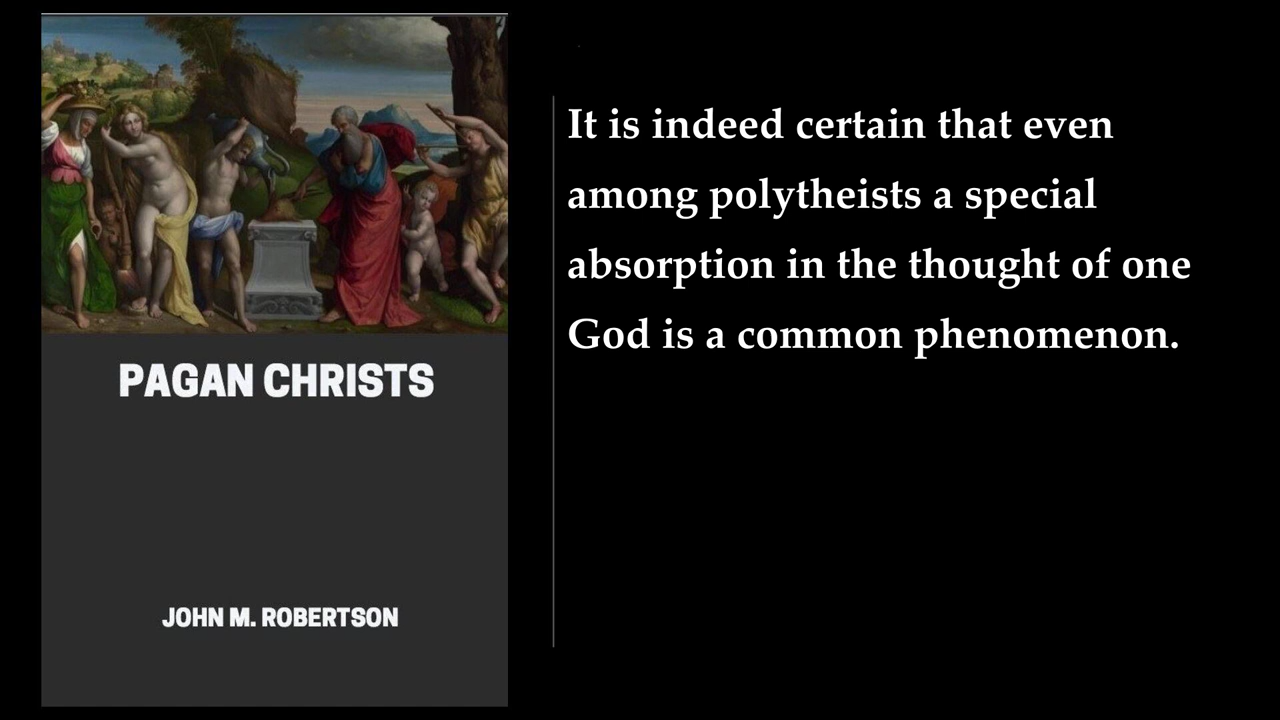 PAGAN CHRISTS
JOHN M. ROBERTSON
It is indeed certain that even
among polytheists a special
absorption in the thought of one
God is a common phenomenon.